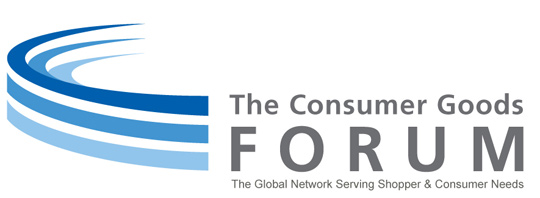 The Consumer Goods
FORUM
The Global Network Serving Shopper & Consumer Needs